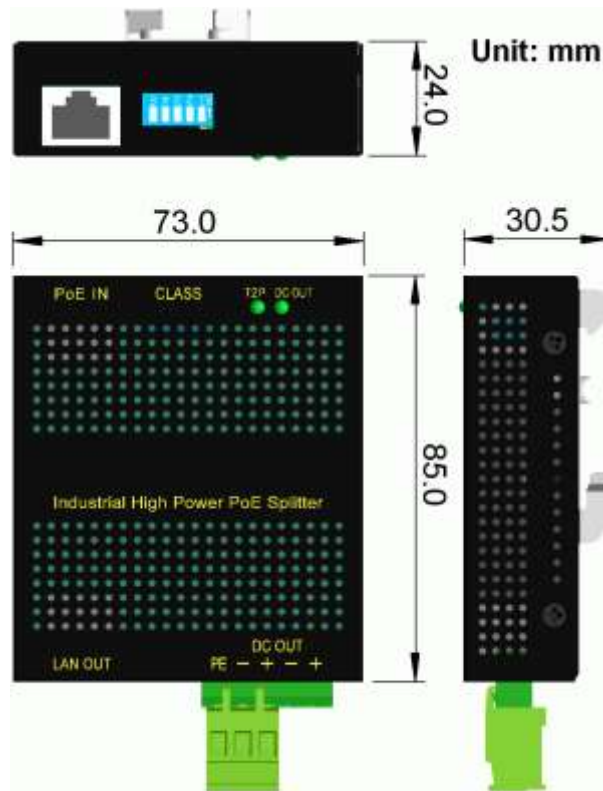 Unit: mm
24.0
73.0
30.5
PoE IN CLASS T2P DC OUT
85.0
Industrial High Power PoE Splitter
DC OUT
LAN OUT PE − + − +